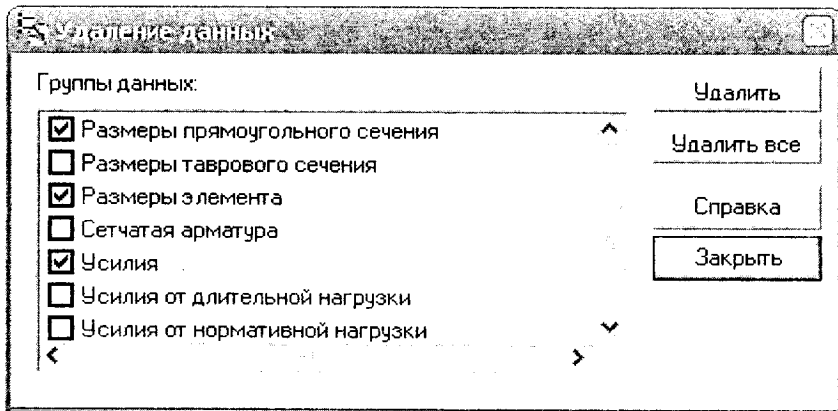 Удаление данных
Группы данных:
Размеры прямоугольного сечения
Размеры таврового сечения
Размеры элемента
Сетчатая арматура
Усилия
Усилия от длительной нагрузки
Усилия от нормативной нагрузки
Удалить
Удалить все
Справка
Закрыть